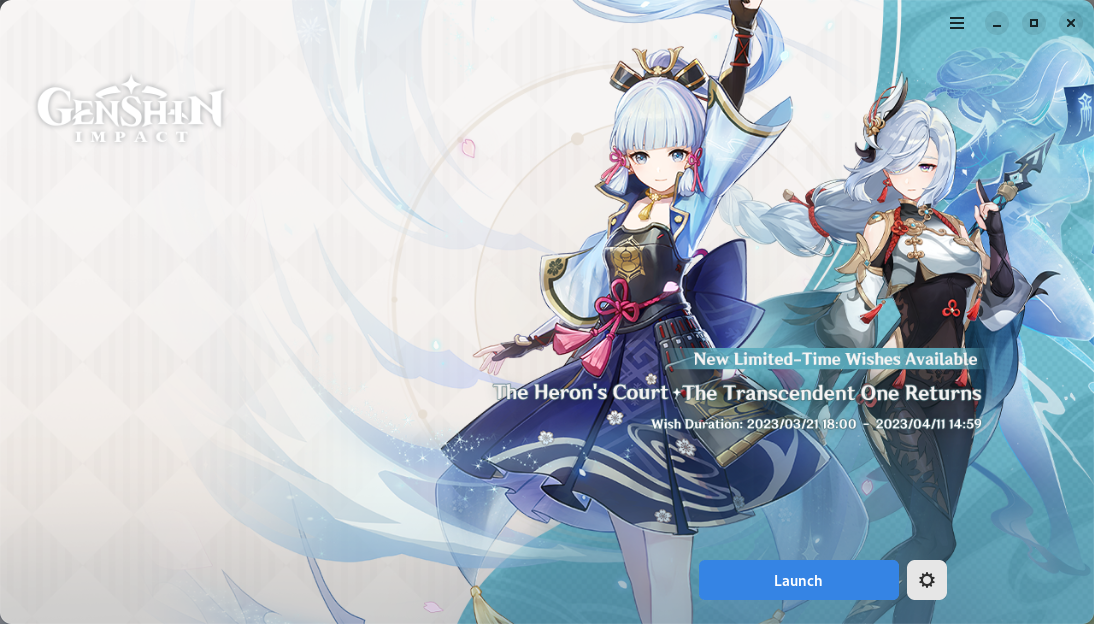 GENSHIN
IMPACT
New Limited-Time Wishes Available
The Heron's Court The Transcendent One Returns
Wish Duration: 2023/03/21 18:00 - 2023/04/11 14:59
Launch